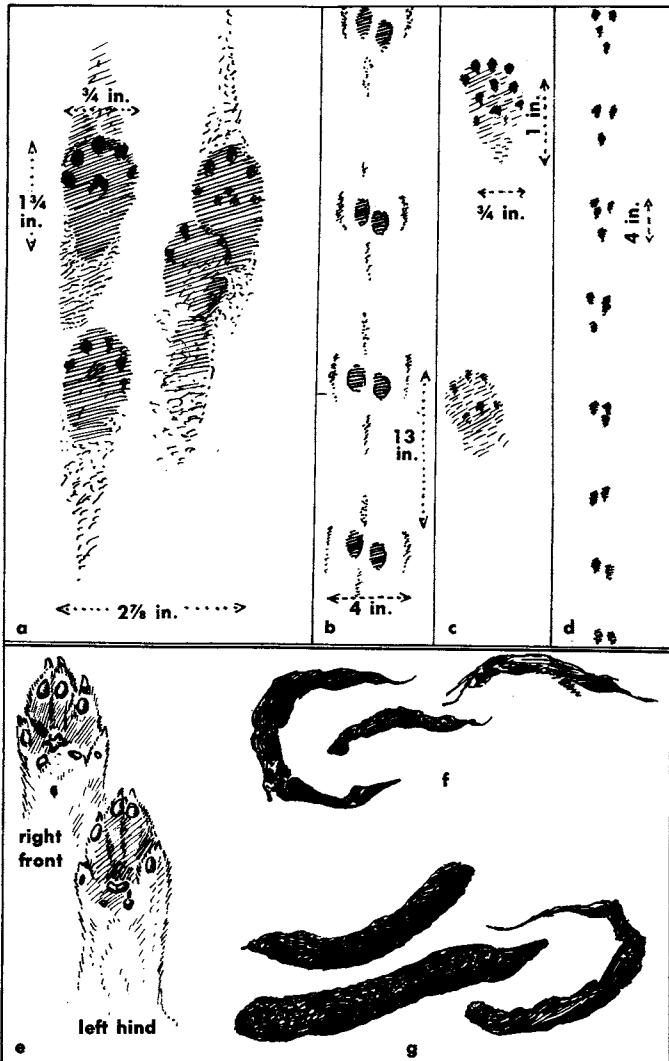 ¾ in.
1¾
in.
2⅞ in.
a
13
in.
4 in.
b
1 in.
¾ in.
c
4 in.
d
right
front
left hind
e
f
g